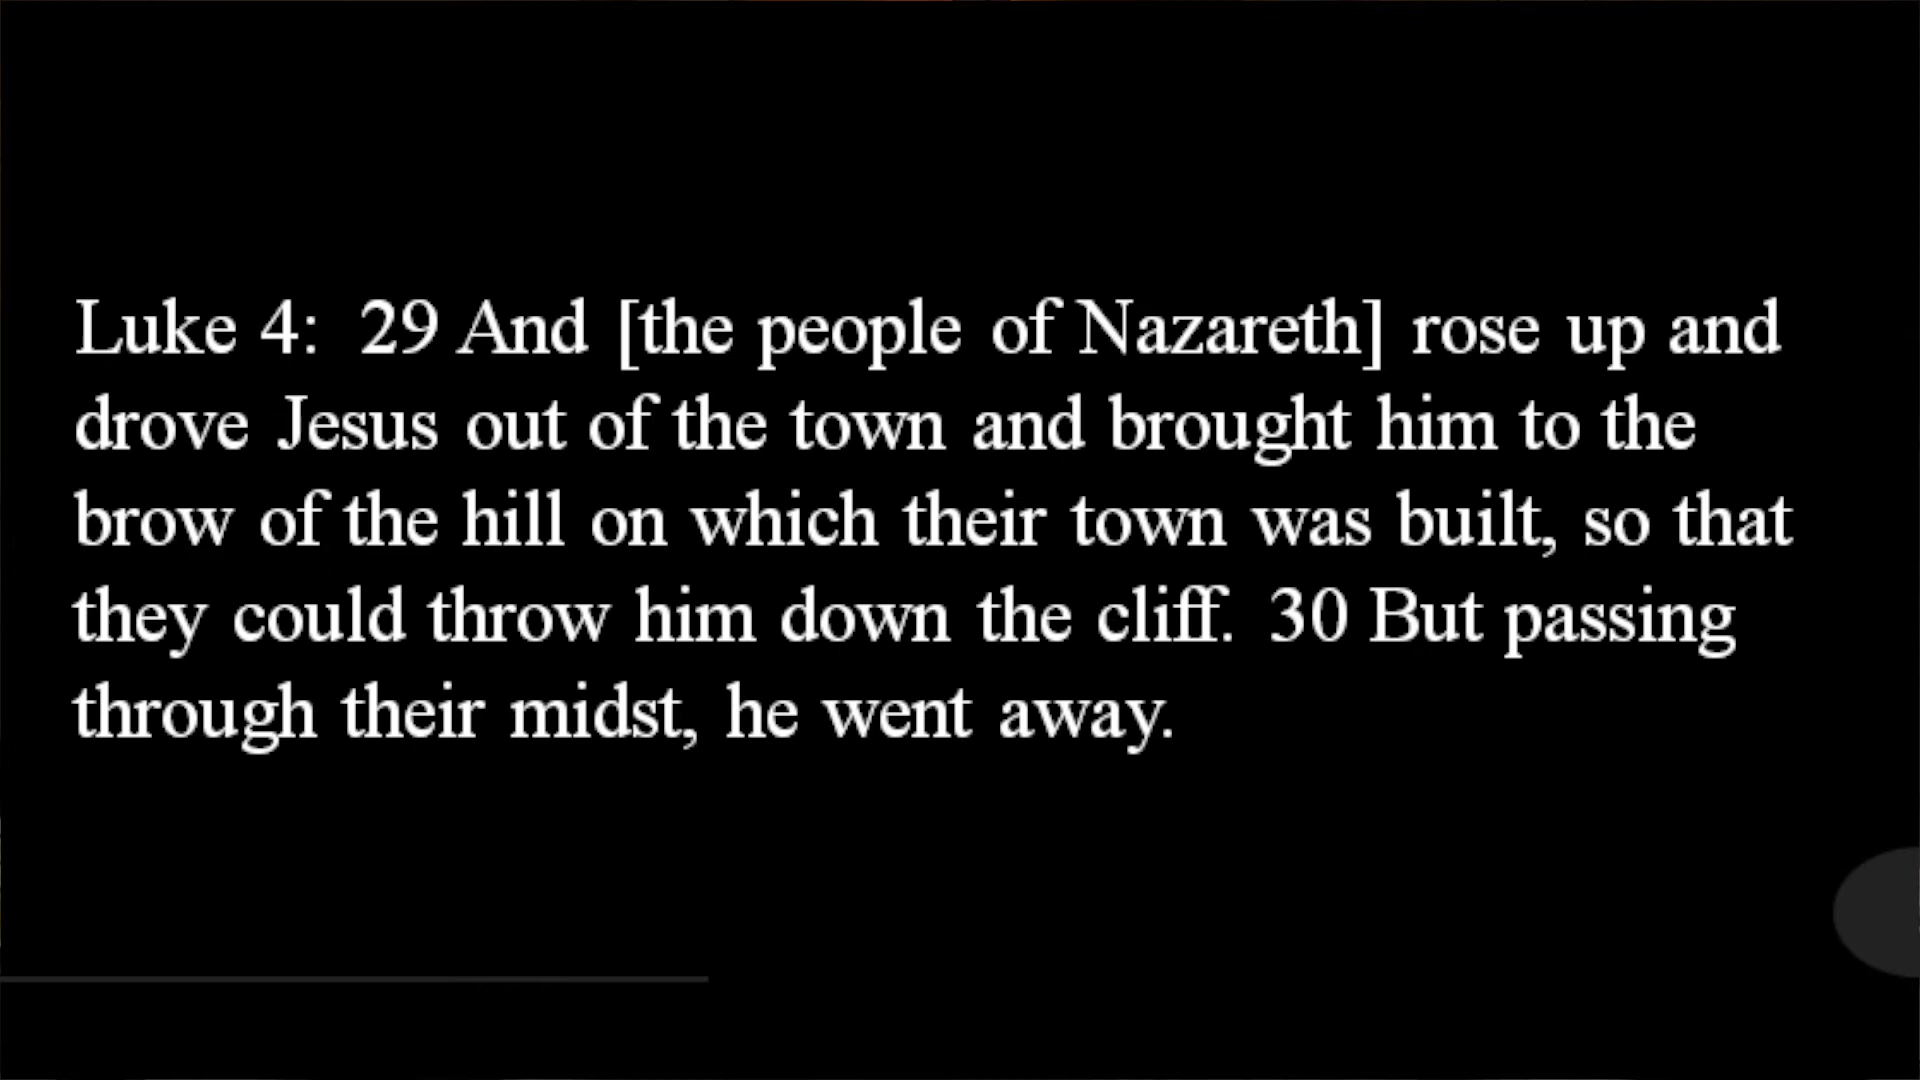 Luke 4: 29 And [the people of Nazareth] rose up and
drove Jesus out of the town and brought him to the
brow of the hill on which their town was built, so that
they could throw him down the cliff. 30 But passing
through their midst, he went away.